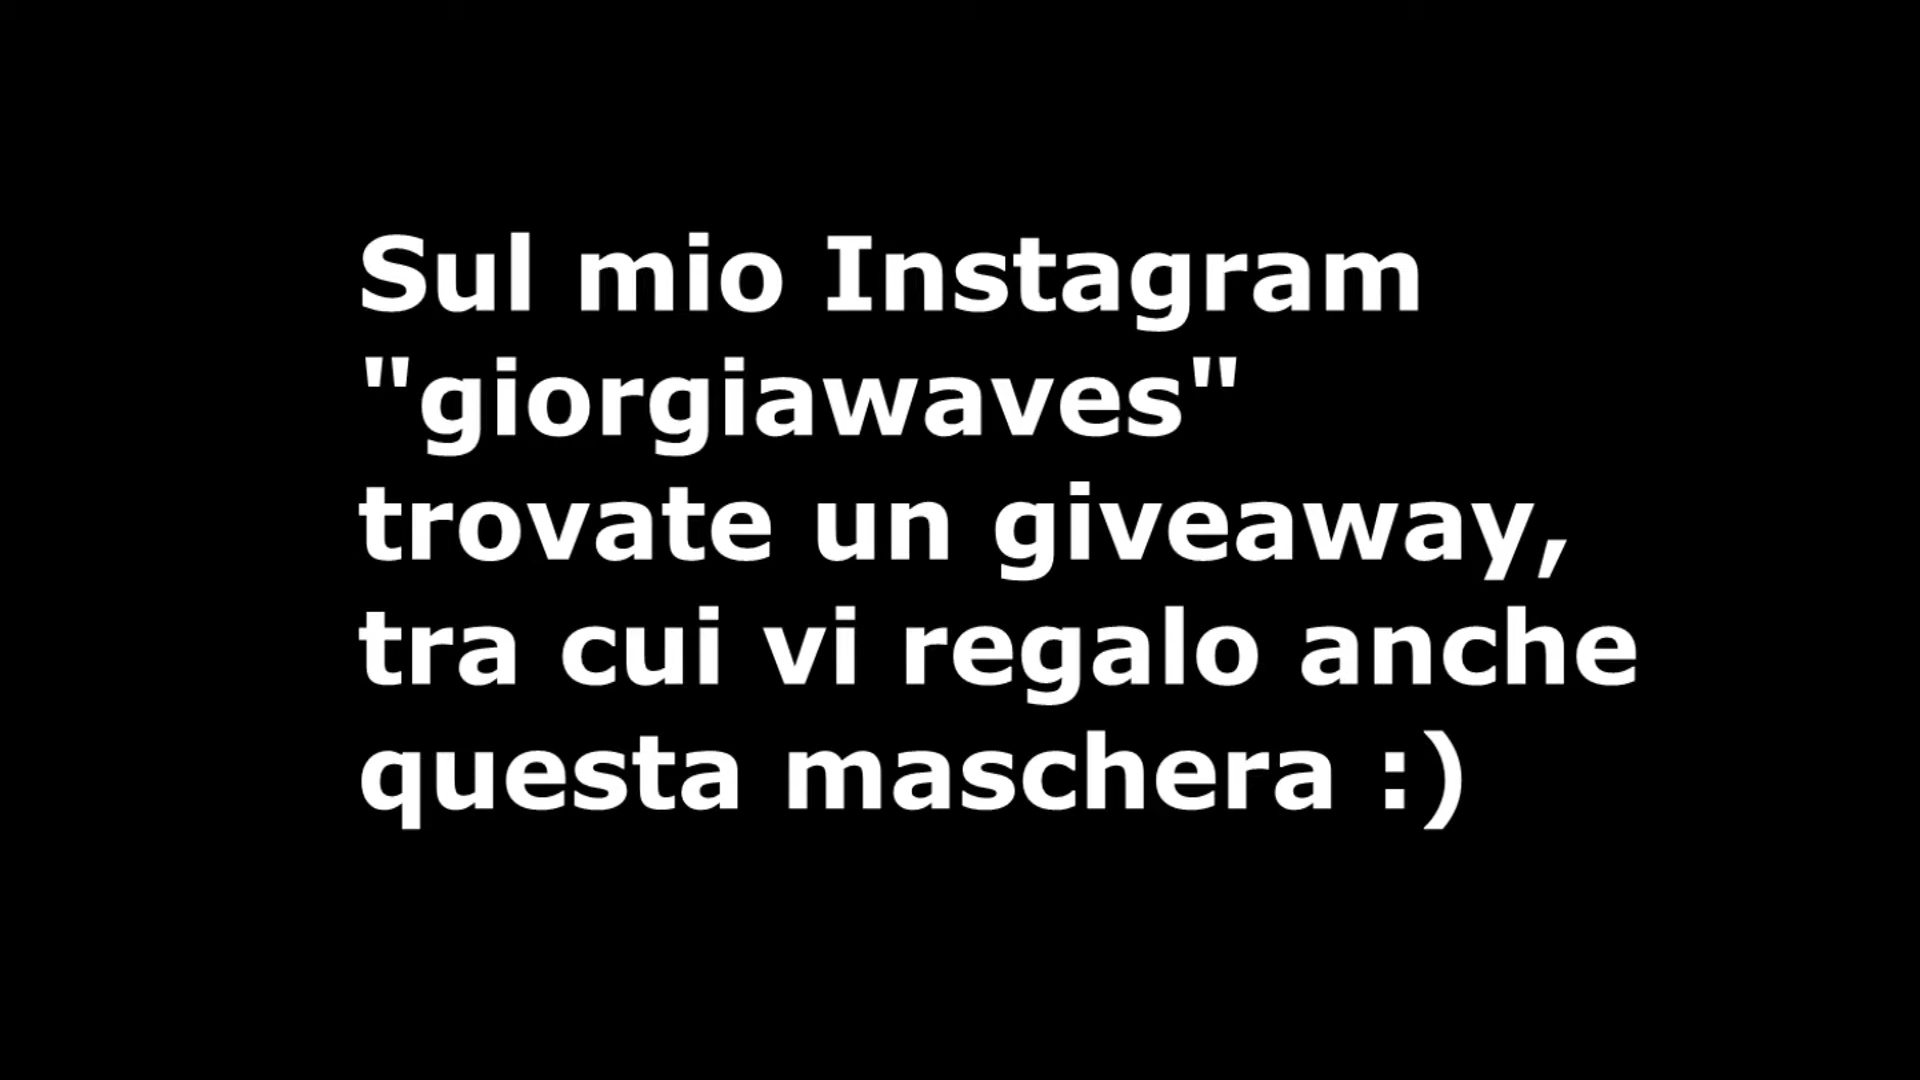 Sul mio Instagram
"giorgiawaves"
trovate un giveaway,
tra cui vi regalo anche
questa maschera :)